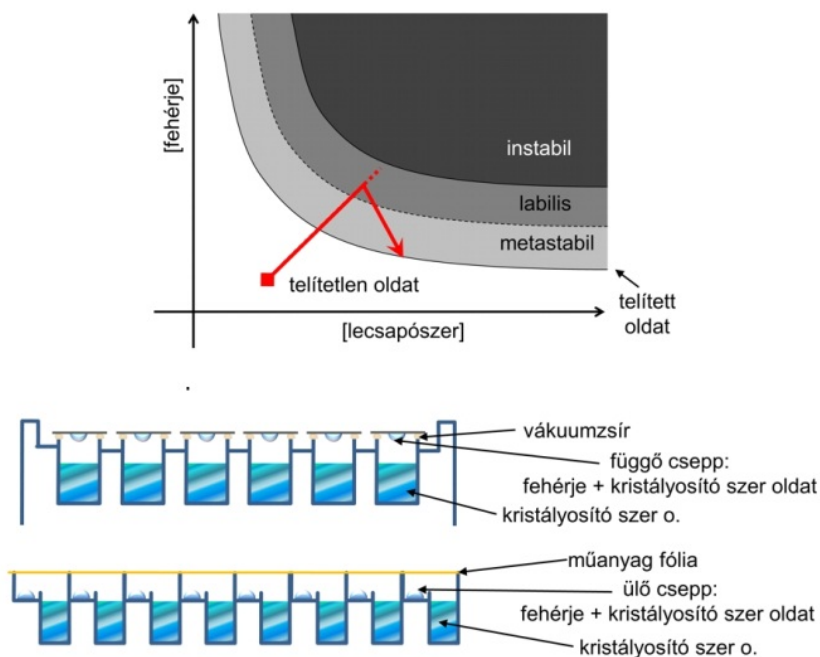 [fehérje]
instabil
labilis
metastabil
telítetlen oldat
telített
oldat
[lecsapószer]
vákuumzsír
függő csepp:
fehérje + kristályosító szer oldat
kristályosító szer o.
műanyag fólia
ülő csepp:
fehérje + kristályosító szer oldat
kristályosító szer o.